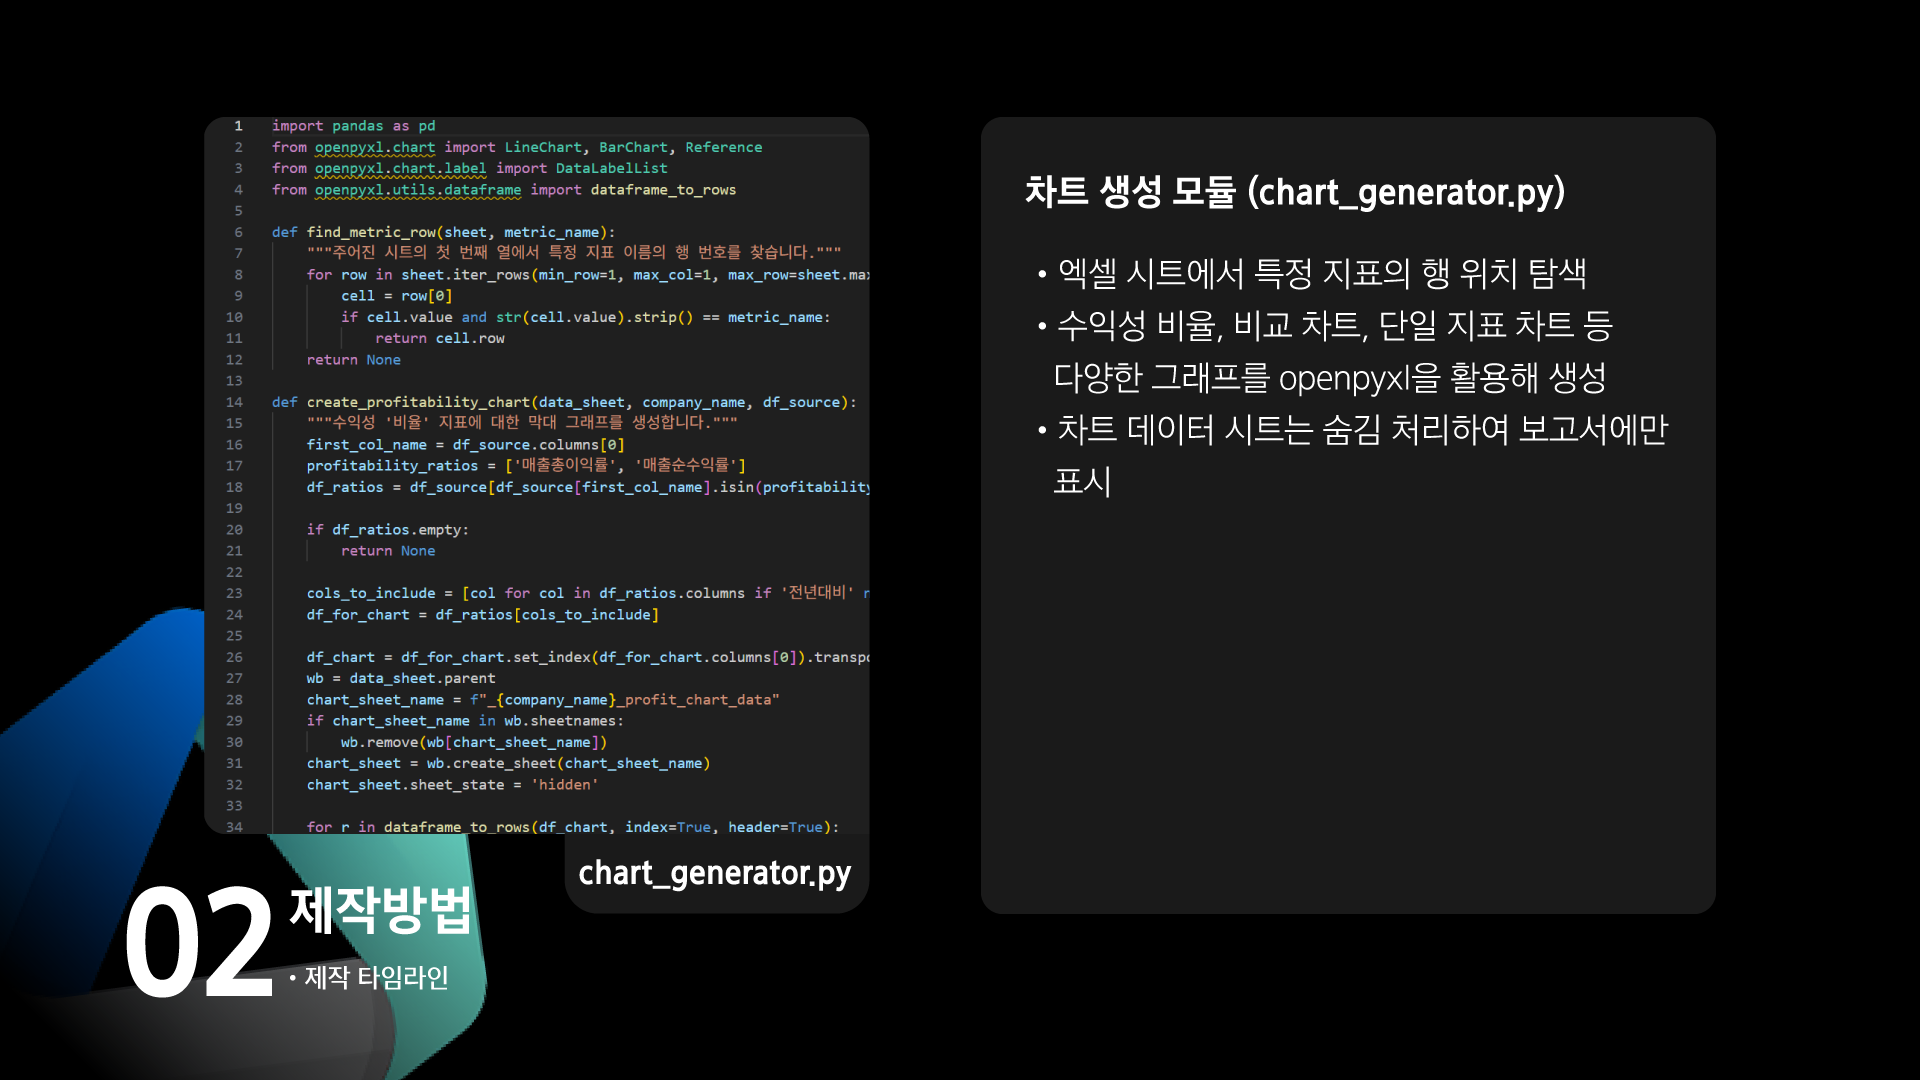 1 import pandas as pd
2 from openpyxl.chart import LineChart, BarChart, Reference
3 from openpyxl.chart.label import DataLabelList
4 from openpyxl.utils.dataframe import dataframe_to_rows
5
6 def find_metric_row(sheet, metric_name):
7 """주어진 시트의 첫 번째 열에서 특정 지표 이름의 행 번호를 찾습니다."""
8 for row in sheet.iter_rows(min_row=1, max_col=1, max_row=sheet.max
9 cell = row[0]
10 if cell.value and str(cell.value).strip() == metric_name:
11 return cell.row
12 return None
13
14 def create_profitability_chart(data_sheet, company_name, df_source):
15 """수익성 '비율' 지표에 대한 막대 그래프를 생성합니다."""
16 first_col_name = df_source.columns[0]
17 profitability_ratios = ['매출총이익률', '매출순수익률']
18 df_ratios = df_source[df_source[first_col_name].isin(profitability
19
20 if df_ratios.empty:
21 return None
22
23 cols_to_include = [col for col in df_ratios.columns if '전년대비' n
24 df_for_chart = df_ratios[cols_to_include]
25
26 df_chart = df_for_chart.set_index(df_for_chart.columns[0]).transpo
27 wb = data_sheet.parent
28 chart_sheet_name = f"_{company_name}_profit_chart_data"
29 if chart_sheet_name in wb.sheetnames:
30 wb.remove(wb[chart_sheet_name])
31 chart_sheet = wb.create_sheet(chart_sheet_name)
32 chart_sheet.sheet_state = 'hidden'
33
34 for r in dataframe_to_rows(df_chart, index=True, header=True):
chart_generator.py
02 제작방법
• 제작 타임라인
차트 생성 모듈 (chart_generator.py)
• 엑셀 시트에서 특정 지표의 행 위치 탐색
• 수익성 비율, 비교 차트, 단일 지표 차트 등
다양한 그래프를 openpyxl을 활용해 생성
• 차트 데이터 시트는 숨김 처리하여 보고서에만
표시